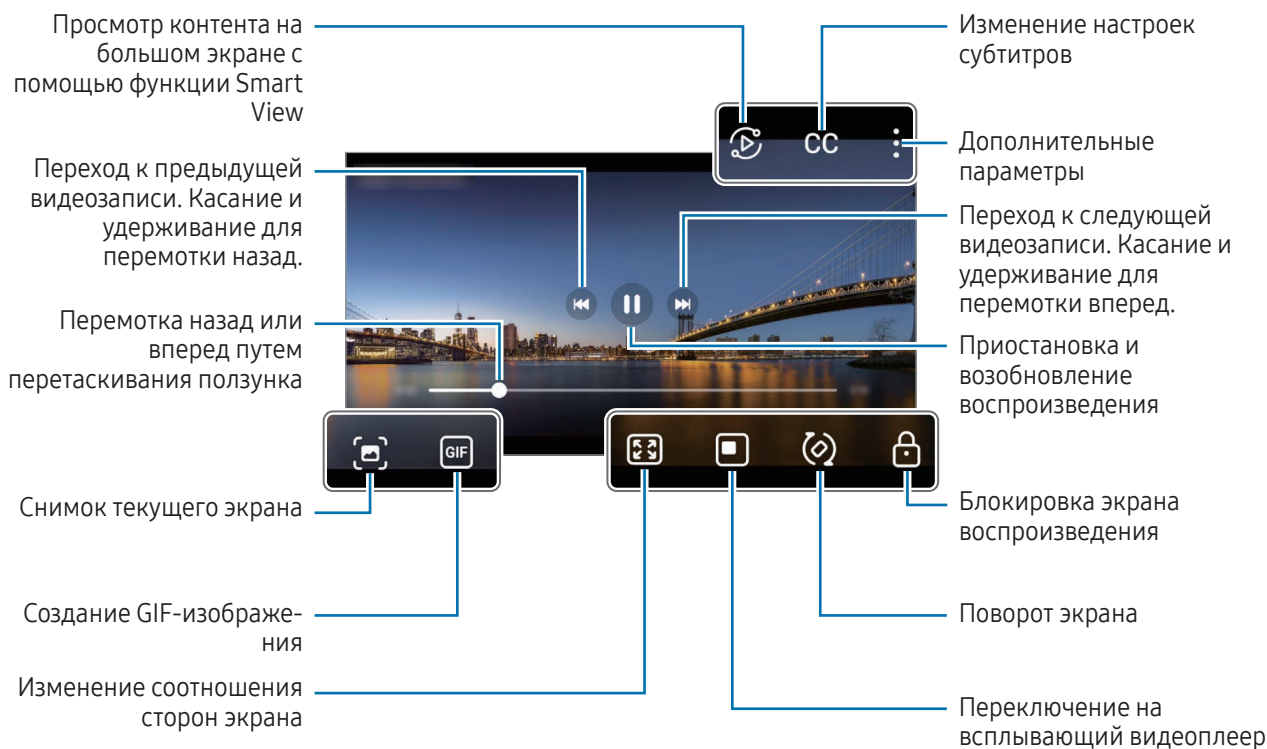 Просмотр контента на
большом экране с
помощью функции Smart
View
Переход к предыдущей
видеозаписи. Касание и
удерживание для
перемотки назад.
Перемотка назад или
вперед путем
перетаскивания ползунка
Снимок текущего экрана
Создание GIF-изображе-
ния
Изменение соотношения
сторон экрана
CC
GIF
Изменение настроек
субтитров
Дополнительные
параметры
Переход к следующей
видеозаписи. Касание и
удерживание для
перемотки вперед.
Приостановка и
возобновление
воспроизведения
Блокировка экрана
воспроизведения
Поворот экрана
Переключение на
всплывающий видеоплеер